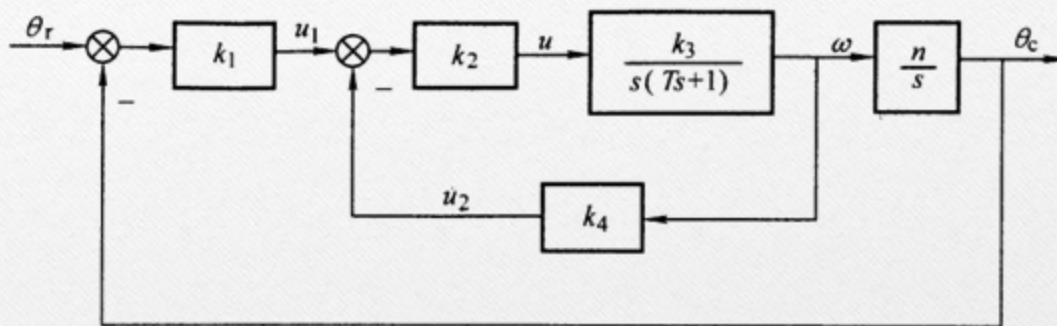 θr
k1
u1
k2
u
k3
s(Ts+1)
ω
n
s
θc
−
−
u2
k4